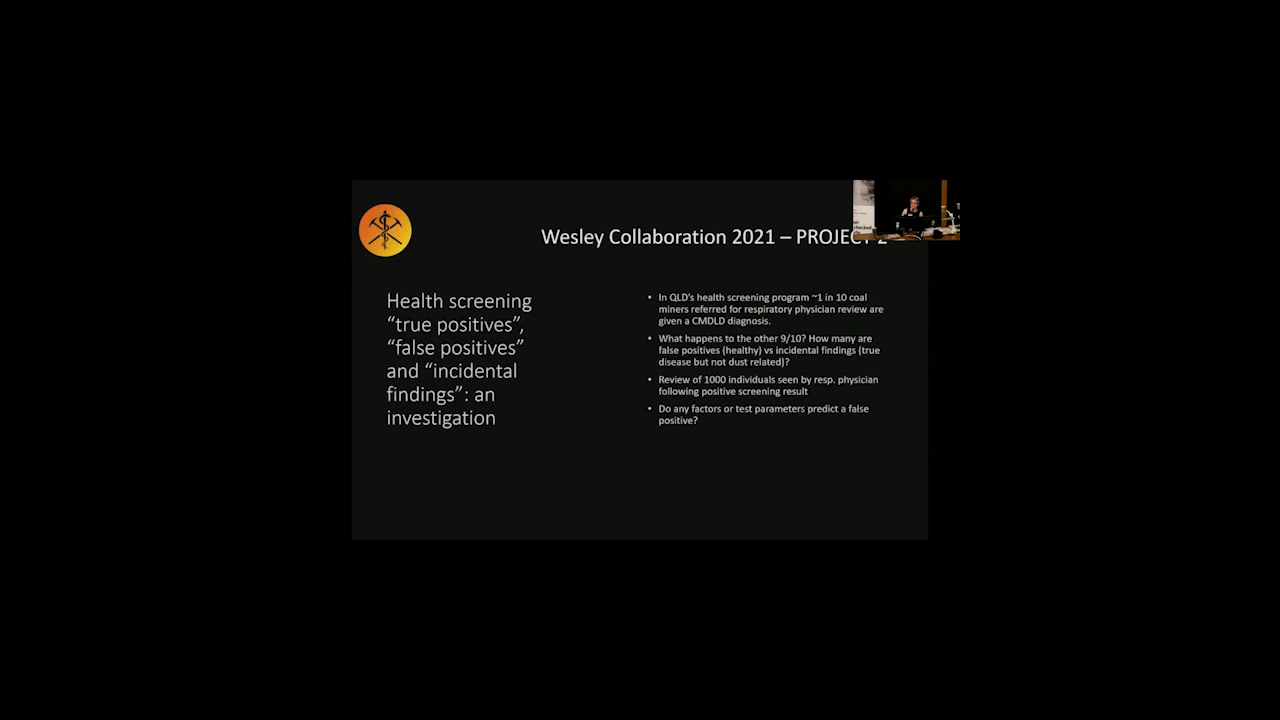 Wesley Collaboration 2021 – PROJECT 2
Health screening
“true positives”,
“false positives”
and “incidental
findings”: an
investigation
• In QLD’s health screening program ~1 in 10 coal
miners referred for respiratory physician review are
given a CMDLD diagnosis.
• What happens to the other 9/10? How many are
false positives (healthy) vs incidental findings (true
disease but not dust related)?
• Review of 1000 individuals seen by resp. physician
following positive screening result
• Do any factors or test parameters predict a false
positive?